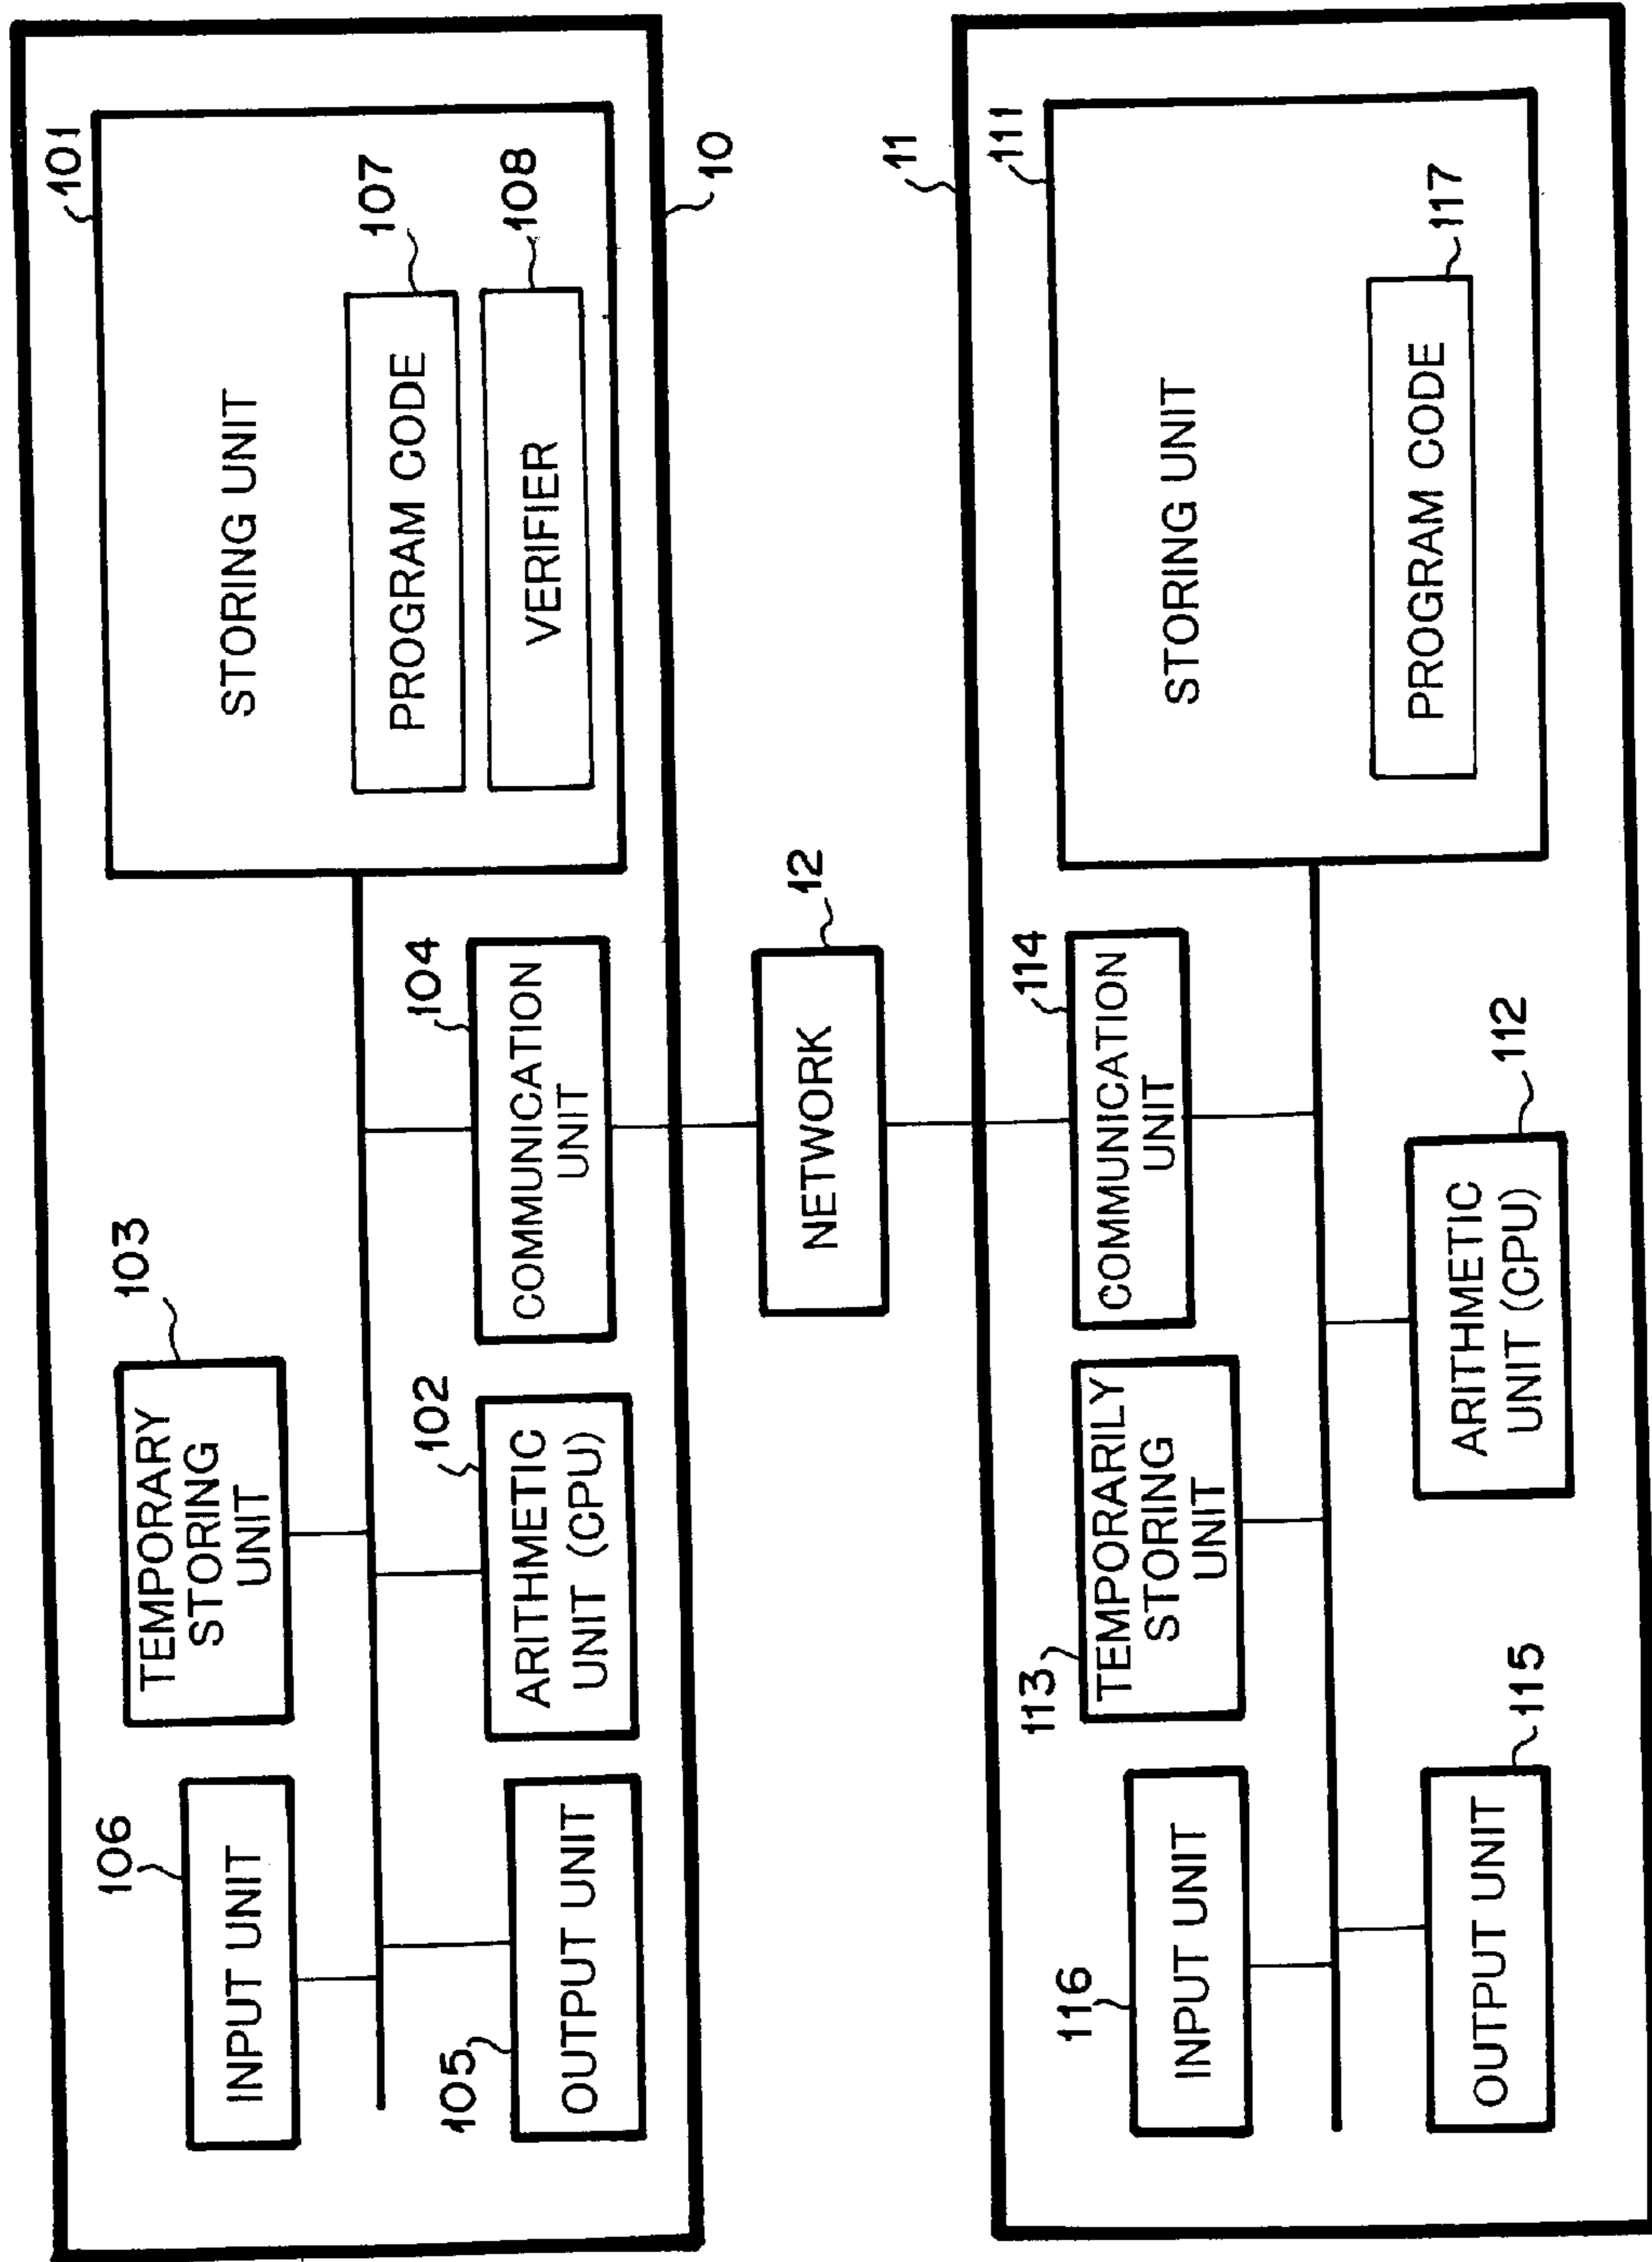 101
STORING UNIT
107
PROGRAM CODE
108
VERIFIER
10
103
TEMPORARY
STORING
UNIT
104
COMMUNICATION
UNIT
102
ARITHMETIC
UNIT (CPU)
106
INPUT UNIT
105
OUTPUT UNIT
12
NETWORK
11
111
STORING UNIT
117
PROGRAM CODE
114
COMMUNICATION
UNIT
113
TEMPORARILY
STORING
UNIT
112
ARITHMETIC
UNIT (CPU)
116
INPUT UNIT
115
OUTPUT UNIT